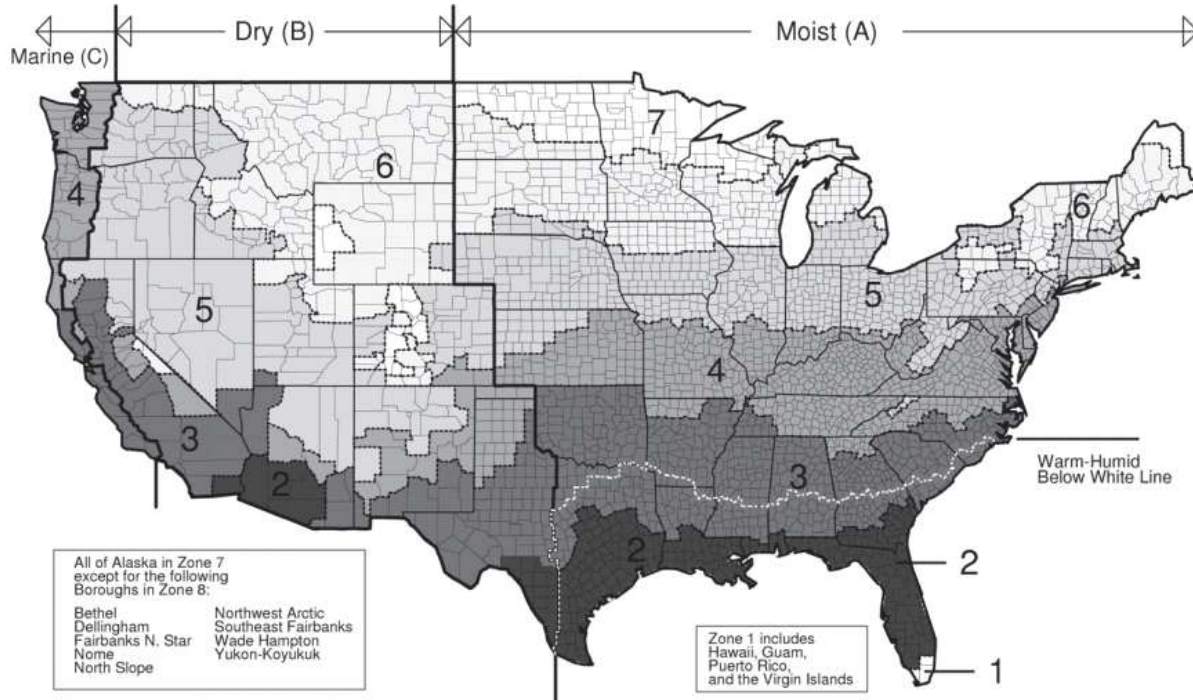 Marine (C)
Dry (B)
Moist (A)
7
6
4
6
5
5
4
3
3
2
2
2
1
Warm-Humid
Below White Line
All of Alaska in Zone 7
except for the following
Boroughs in Zone 8:
Bethel
Dellingham
Fairbanks N. Star
Nome
North Slope
Northwest Arctic
Southeast Fairbanks
Wade Hampton
Yukon-Koyukuk
Zone 1 includes
Hawaii, Guam,
Puerto Rico,
and the Virgin Islands